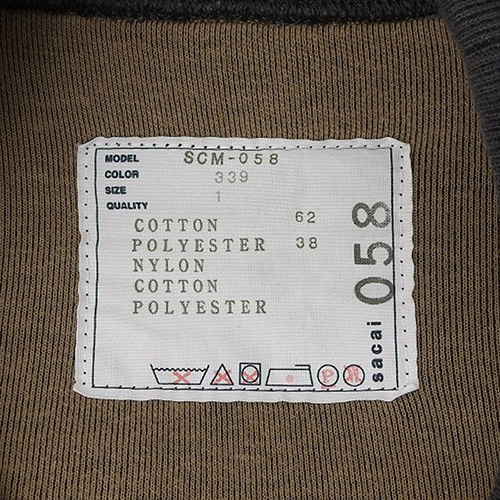 MODEL SCM-058
COLOR 339
SIZE 1
QUALITY
COTTON 62
POLYESTER 38
NYLON
COTTON
POLYESTER
P W
sacai 058